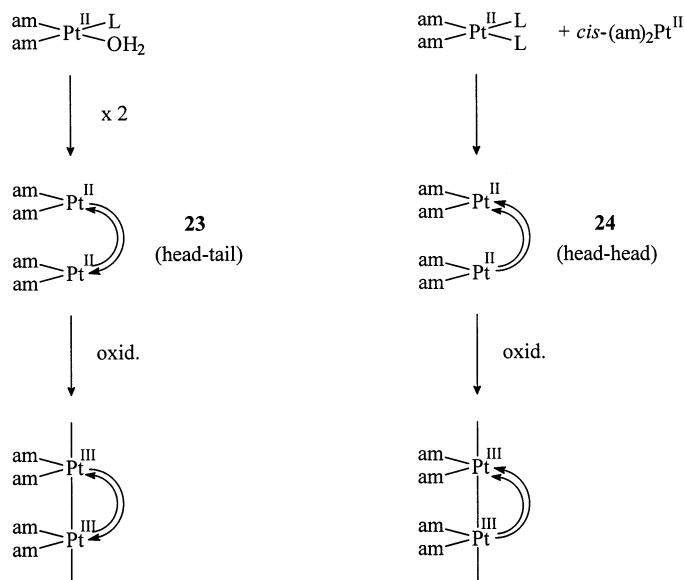 am am Pt II L OH2
x 2
am am Pt II
am am Pt II
23
(head-tail)
oxid.
am am Pt III
am am Pt III
am am Pt II L L + cis-(am)2Pt II
am am Pt II
am am Pt II
24
(head-head)
oxid.
am am Pt III
am am Pt III